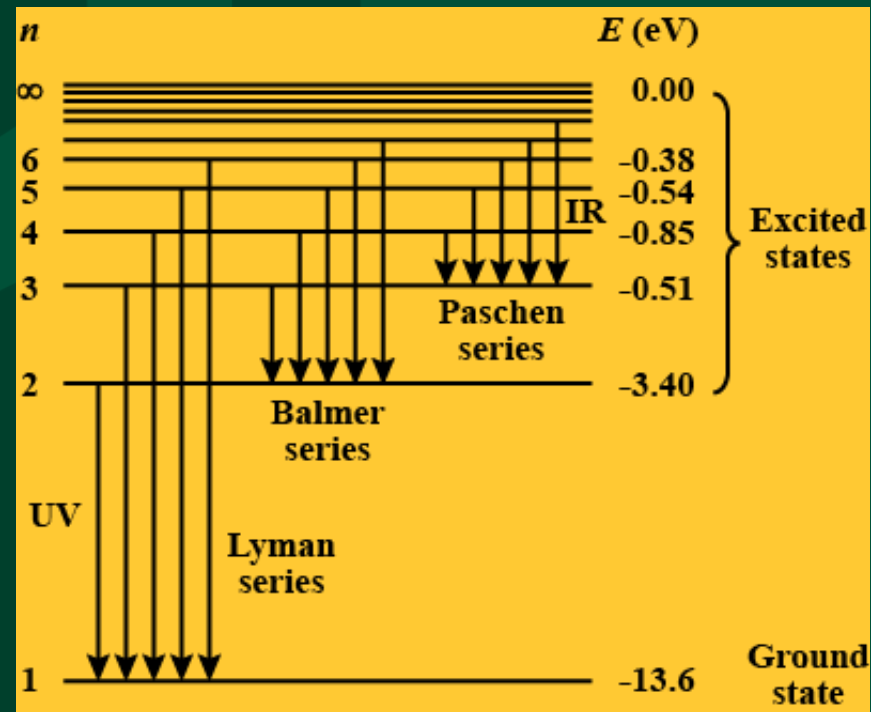 n E (eV)
∞ 0.00
6 -0.38
5 -0.54
IR
4 -0.85
Excited
states
3 -0.51
Paschen
series
2 -3.40
Balmer
series
UV
Lyman
series
1 -13.6
Ground
state